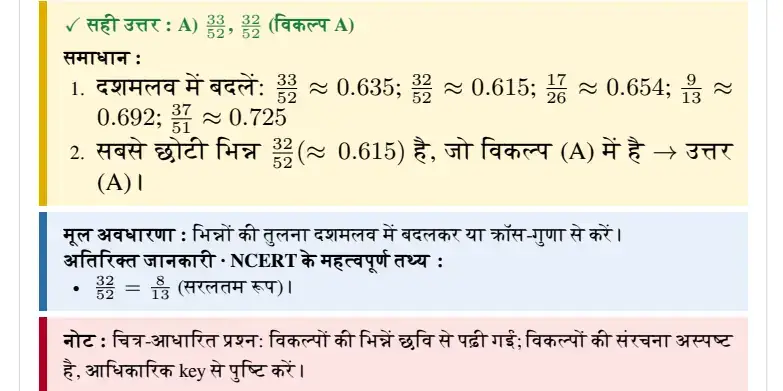 ✓ सही उत्तर : A) 33/52, 32/52 (विकल्प A)
समाधान :
1. दशमलव में बदलें: 33/52 ≈ 0.635; 32/52 ≈ 0.615; 17/26 ≈ 0.654; 9/13 ≈
0.692; 37/51 ≈ 0.725
2. सबसे छोटी भिन्न 32/52 (≈ 0.615) है, जो विकल्प (A) में है → उत्तर
(A)।
मूल अवधारणा : भिन्नों की तुलना दशमलव में बदलकर या क्रॉस-गुणा से करें।
अतिरिक्त जानकारी · NCERT के महत्वपूर्ण तथ्य :
• 32/52 = 8/13 (सरलतम रूप)।
नोट : चित्र-आधारित प्रश्न: विकल्पों की भिन्नें छवि से पढ़ी गईं; विकल्पों की संरचना अस्पष्ट
है, आधिकारिक key से पुष्टि करें।